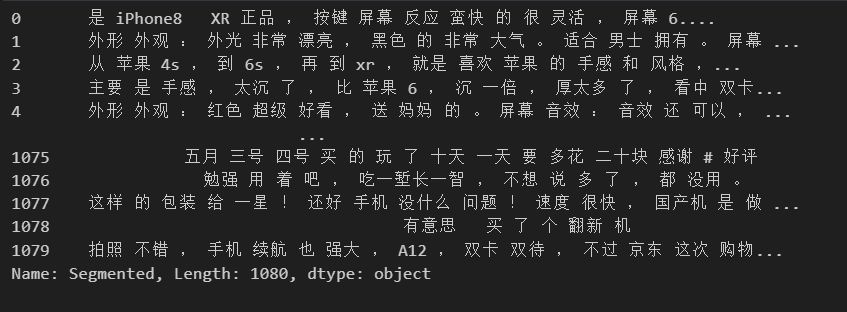 0 是 iPhone8 XR 正品 ， 按键 屏幕 反应 蛮快 的 很 灵活 ， 屏幕 6....
1 外形 外观 ： 外光 非常 漂亮 ， 黑色 的 非常 大气 。 适合 男士 拥有 。 屏幕 ...
2 从 苹果 4s ， 到 6s ， 再 到 xr ， 就是 喜欢 苹果 的 手感 和 风格 ，...
3 主要 是 手感 ， 太沉 了 ， 比 苹果 6 ， 沉 一倍 ， 厚太多 了 ， 看中 双卡...
4 外形 外观 ： 红色 超级 好看 ， 送 妈妈 的 。 屏幕 音效 ： 音效 还 可以 ， ...
...
1075 五月 三号 四号 买 的 玩 了 十天 一天 要 多花 二十块 感谢 # 好评
1076 勉强 用 着 吧 ， 吃一堑长一智 ， 不想 说 多 了 ， 都 没用 。
1077 这样 的 包装 给 一星 ！ 还好 手机 没什么 问题 ！ 速度 很快 ， 国产机 是 做 ...
1078 有意思 买 了 个 翻新 机
1079 拍照 不错 ， 手机 续航 也 强大 ， A12 ， 双卡 双待 ， 不过 京东 这次 购物...
Name: Segmented, Length: 1080, dtype: object